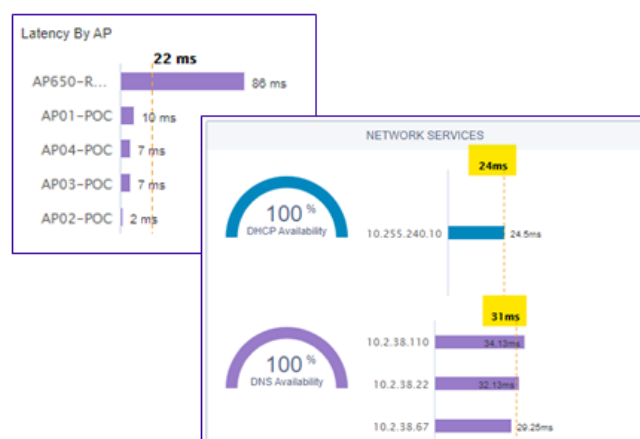 Latency By AP
22 ms
AP650-R... 86 ms
AP01-POC 10 ms
AP04-POC 7 ms
AP03-POC 7 ms
AP02-POC 2 ms
NETWORK SERVICES
24ms
100 %
DHCP Availability
10.255.240.10 24.5ms
31ms
100 %
DNS Availability
10.2.38.110 34.13ms
10.2.38.22 32.13ms
10.2.38.67 29.25ms